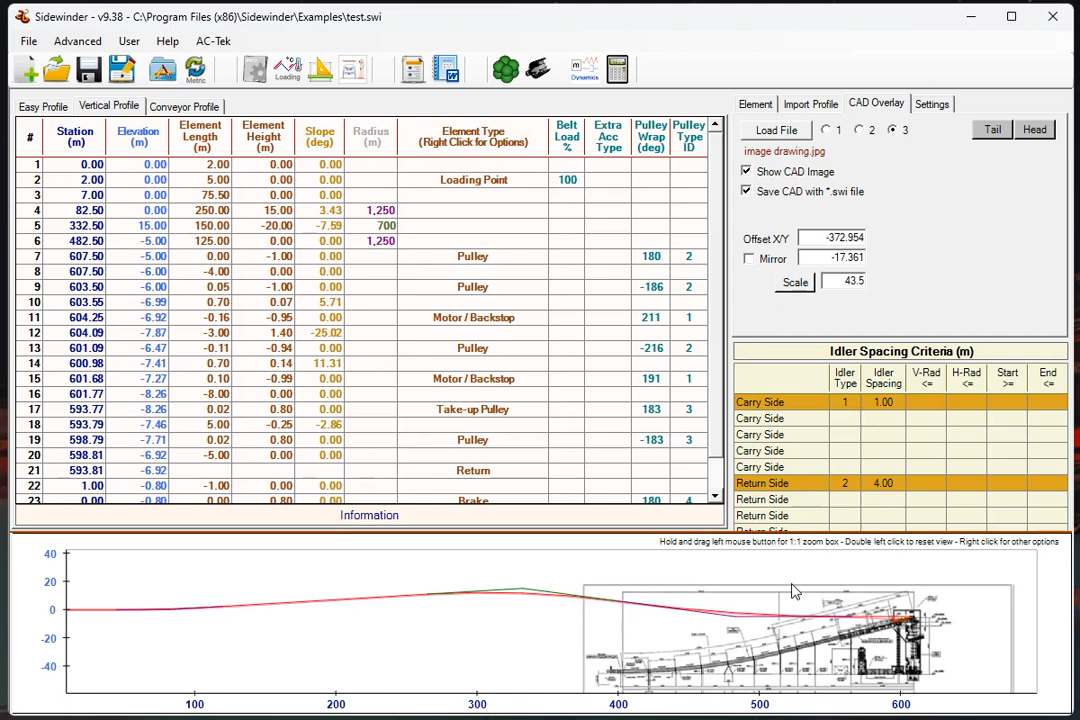 Sidewinder - v9.38 - C:\Program Files (x86)\Sidewinder\Examples\test.swi
File Advanced User Help AC-Tek
Metric Loading Dynamics
Easy Profile Vertical Profile Conveyor Profile
# Station (m) Elevation (m) Element Length (m) Element Height (m) Slope (deg) Radius (m) Element Type (Right Click for Options) Belt Load % Extra Acc Type Pulley Wrap (deg) Pulley Type ID
1 0.00 0.00 2.00 0.00 0.00
2 2.00 0.00 5.00 0.00 0.00 Loading Point 100
3 7.00 0.00 75.50 0.00 0.00
4 82.50 0.00 250.00 15.00 3.43 1,250
5 332.50 15.00 150.00 -20.00 -7.59 700
6 482.50 -5.00 125.00 0.00 0.00 1,250
7 607.50 -5.00 0.00 -1.00 0.00 Pulley 180 2
8 607.50 -6.00 -4.00 0.00 0.00
9 603.50 -6.00 0.05 -1.00 0.00 Pulley -186 2
10 603.55 -6.99 0.70 0.07 5.71
11 604.25 -6.92 -0.16 -0.95 0.00 Motor / Backstop 211 1
12 604.09 -7.87 -3.00 1.40 -25.02
13 601.09 -6.47 -0.11 -0.94 0.00 Pulley -216 2
14 600.98 -7.41 0.70 0.14 11.31
15 601.68 -7.27 0.10 -0.99 0.00 Motor / Backstop 191 1
16 601.77 -8.26 -8.00 0.00 0.00
17 593.77 -8.26 0.02 0.80 0.00 Take-up Pulley 183 3
18 593.79 -7.46 5.00 -0.25 -2.86
19 598.79 -7.71 0.02 0.80 0.00 Pulley -183 3
20 598.81 -6.92 -5.00 0.00 0.00
21 593.81 -6.92 Return
22 1.00 -0.80 -1.00 0.00 0.00
23 0.00 -0.80 0.00 0.80 0.00 Brake 180 4
Information
Element Import Profile CAD Overlay Settings
Load File 1 2 3 Tail Head
image drawing.jpg
Show CAD Image
Save CAD with *.swi file
Offset X/Y -372.954
Mirror -17.361
Scale 43.5
Idler Spacing Criteria (m)
Idler Type Idler Spacing V-Rad <= H-Rad <= Start >= End <=
Carry Side 1 1.00
Carry Side
Carry Side
Carry Side
Carry Side
Return Side 2 4.00
Return Side
Return Side
Return Side
Hold and drag left mouse button for 1:1 zoom box - Double left click to reset view - Right click for other options
40
20
0
-20
-40
100 200 300 400 500 600